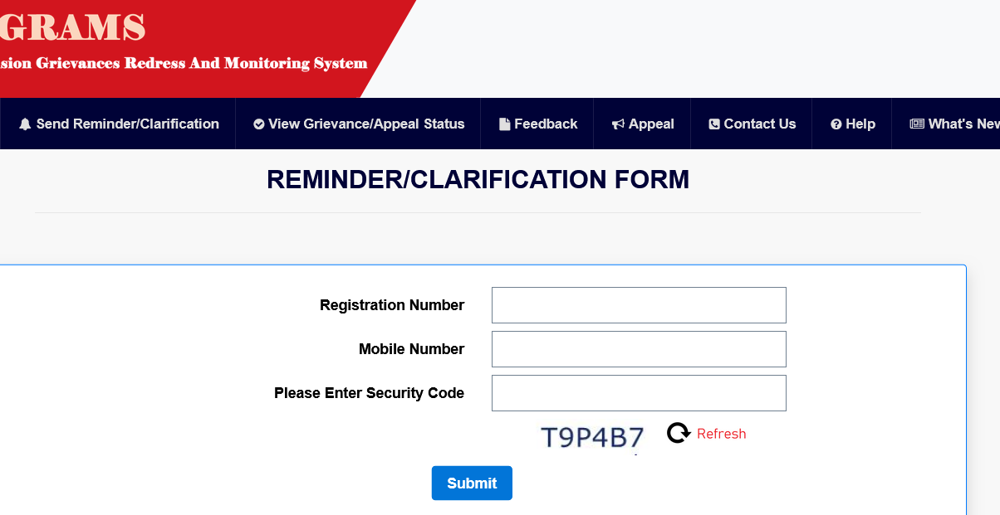 GRAMS
sion Grievances Redress And Monitoring System
Send Reminder/Clarification View Grievance/Appeal Status Feedback Appeal Contact Us Help What's New
REMINDER/CLARIFICATION FORM
Registration Number
Mobile Number
Please Enter Security Code
T9P4B7 Refresh
Submit